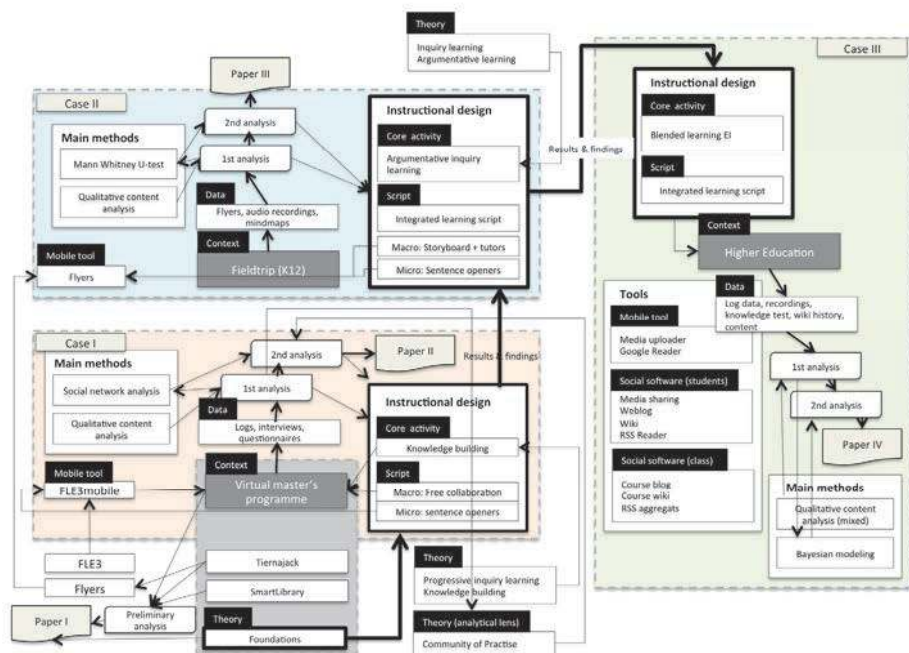 Theory
Inquiry learning
Argumentative learning
Case III
Paper III
Case II
2nd analysis
Main methods
Mann Whitney U-test
Qualitative content
analysis
1st analysis
Data
Flyers, audio recordings,
mindmaps
Context
Fieldtrip (K12)
Mobile tool
Flyers
Instructional design
Core activity
Argumentative inquiry
learning
Script
Integrated learning script
Macro: Storyboard + tutors
Micro: Sentence openers
Results & findings
Instructional design
Core activity
Blended learning EI
Script
Integrated learning script
Context
Higher Education
Data
Log data, recordings,
knowledge test, wiki history,
content
Tools
Mobile tool
Media uploader
Google Reader
Social software (students)
Media sharing
Weblog
Wiki
RSS Reader
Social software (class)
Course blog
Course wiki
RSS aggregats
1st analysis
2nd analysis
Paper IV
Main methods
Qualitative content
analysis (mixed)
Bayesian modeling
Case I
Main methods
Social network analysis
Qualitative content
analysis
2nd analysis
Paper II
Results & findings
1st analysis
Data
Logs, interviews,
questionnaires
Context
Virtual master's
programme
Mobile tool
FLE3mobile
Instructional design
Core activity
Knowledge building
Script
Macro: Free collaboration
Micro: sentence openers
FLE3
Flyers
Tiernajack
SmartLibrary
Paper I
Preliminary
analysis
Theory
Foundations
Theory
Progressive inquiry learning
Knowledge building
Theory (analytical lens)
Community of Practise